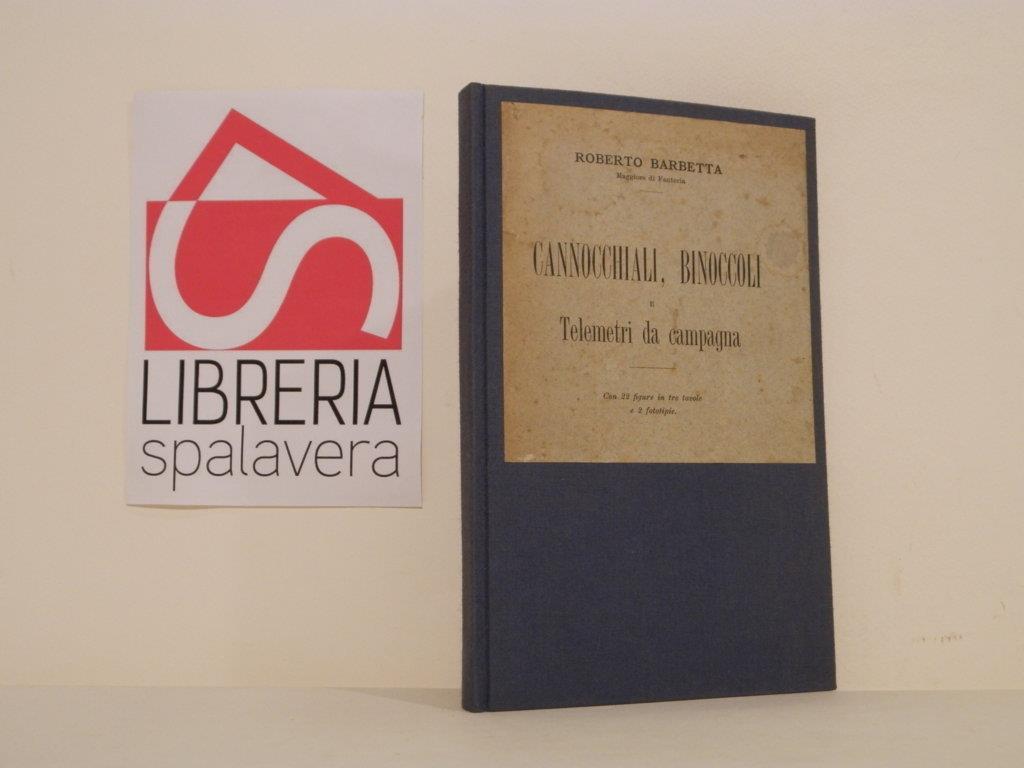 LIBRERIA
spalavera
ROBERTO BARBETTA
Maggiore di Fanteria
CANNOCCHIALI, BINOCCOLI
E
Telemetri da campagna
Con 22 figure in tre tavole
e 2 fototipie.